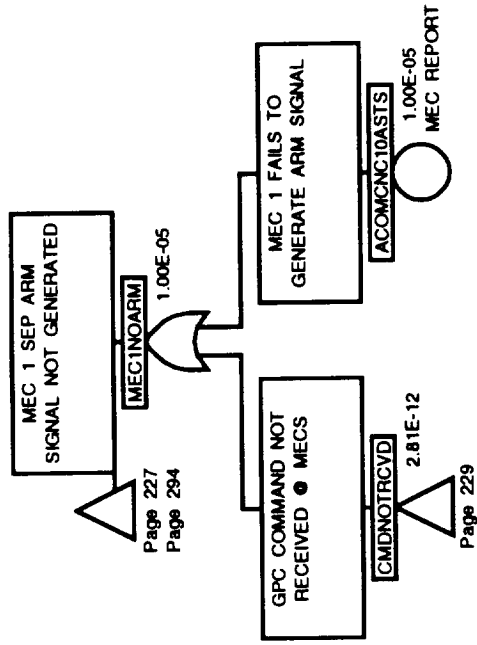 MEC 1 SEP ARM
SIGNAL NOT GENERATED
MEC1NOARM
1.00E-05
Page 227
Page 294
GPC COMMAND NOT
RECEIVED @ MECS
CMDNOTRCVD
2.81E-12
Page 229
MEC 1 FAILS TO
GENERATE ARM SIGNAL
ACOMCNC10ASTS
1.00E-05
MEC REPORT